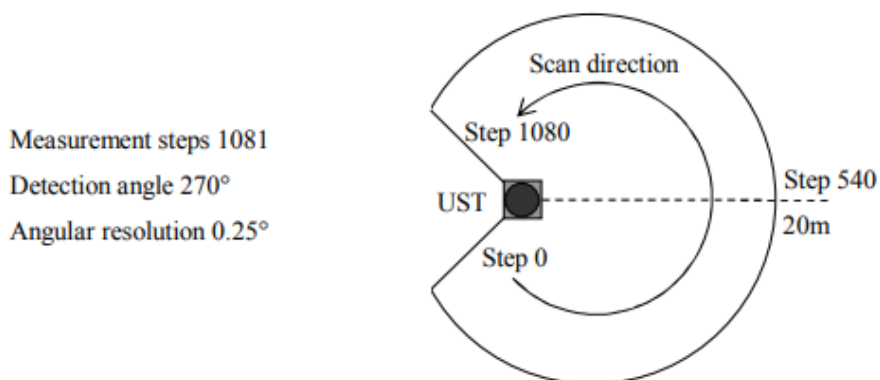 Measurement steps 1081
Detection angle 270°
Angular resolution 0.25°
Scan direction
Step 1080
UST
Step 540
20m
Step 0